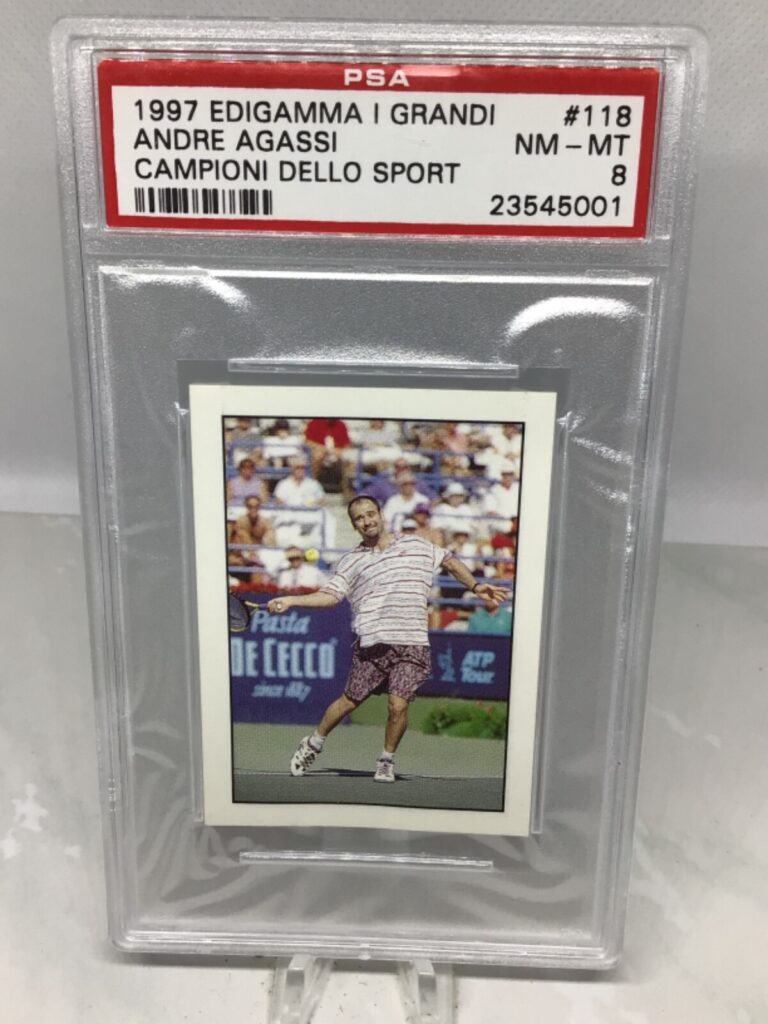 PSA
1997 EDIGAMMA I GRANDI #118
ANDRE AGASSI NM – MT
CAMPIONI DELLO SPORT 8
23545001
Pasta
DE CECCO
since 1887
ATP
Tour